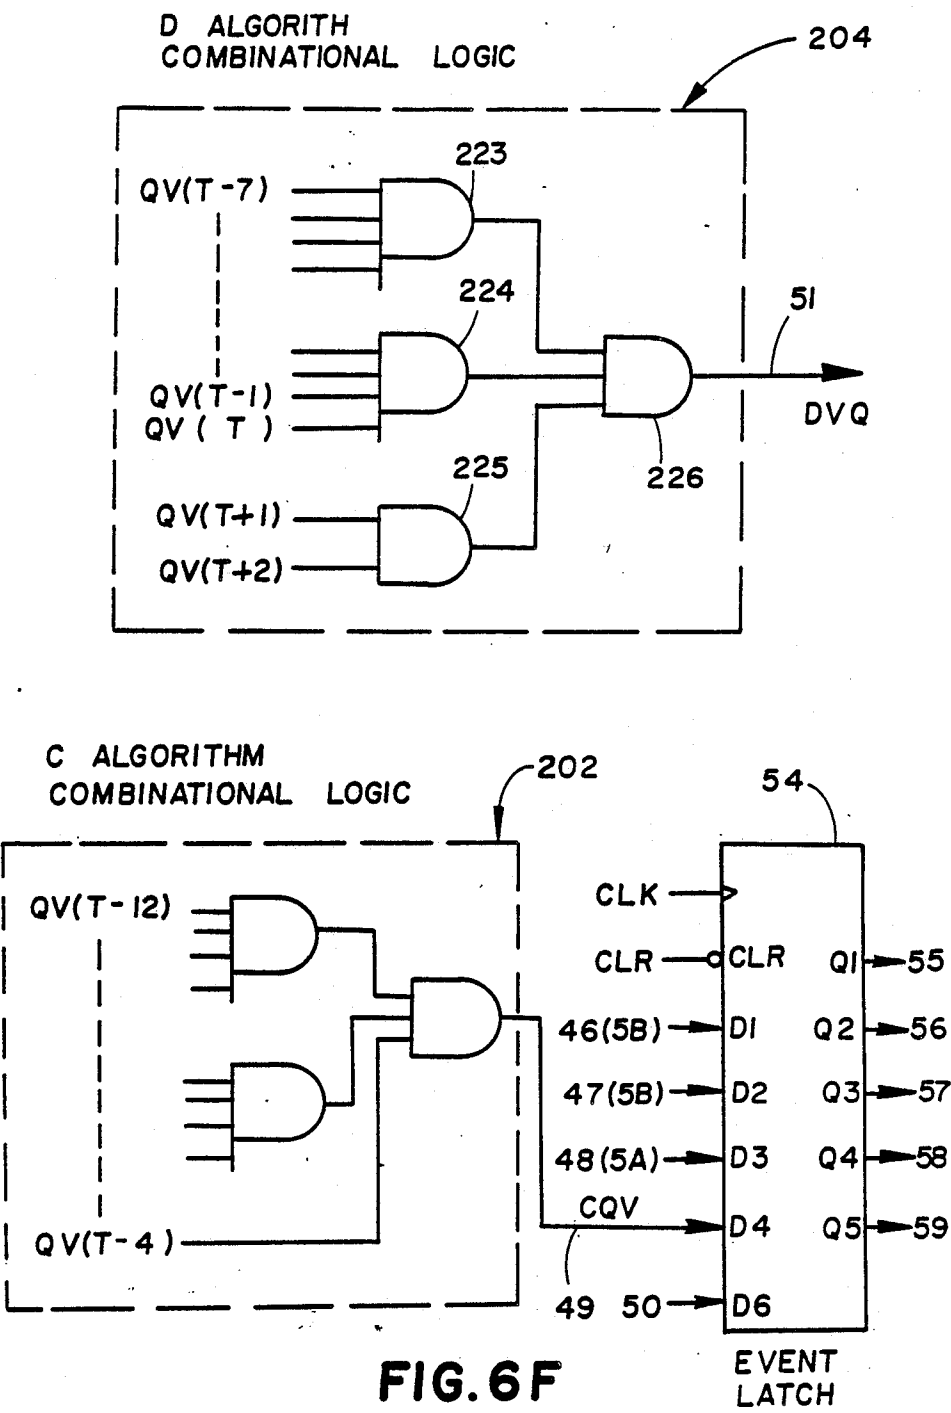 D ALGORITH
COMBINATIONAL LOGIC
204
223
QV(T-7)
224
51
QV(T-1)
QV ( T )
DVQ
225
226
QV(T+1)
QV(T+2)
C ALGORITHM
COMBINATIONAL LOGIC
202
54
QV(T-12)
CLK
CLR
CLR
Q1
55
46(5B)
D1
Q2
56
47(5B)
D2
Q3
57
48(5A)
D3
Q4
58
CQV
D4
Q5
59
QV(T-4)
49
50
D6
EVENT
LATCH
FIG. 6F